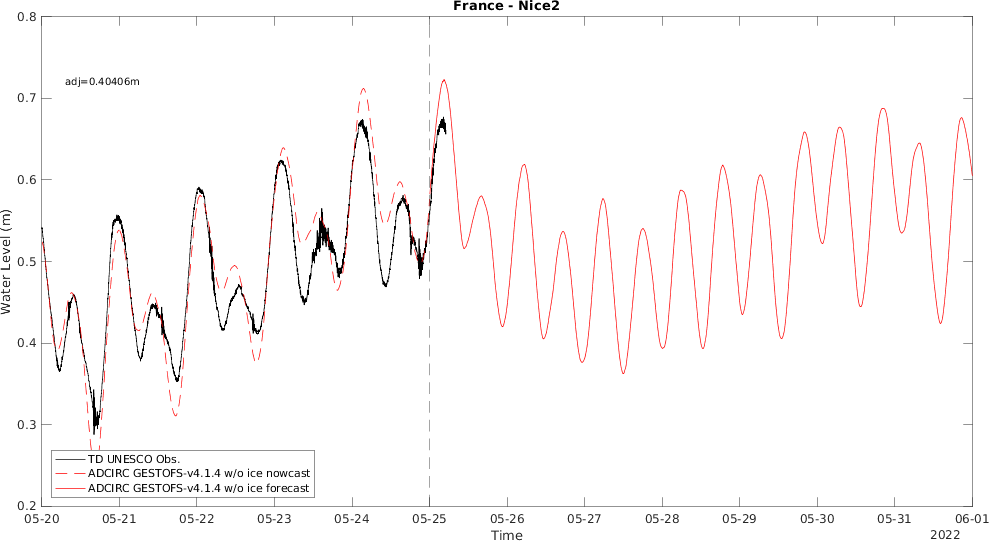 France - Nice2
adj=0.40406m
Water Level (m)
0.8
0.7
0.6
0.5
0.4
0.3
0.2
TD UNESCO Obs.
ADCIRC GESTOFS-v4.1.4 w/o ice nowcast
ADCIRC GESTOFS-v4.1.4 w/o ice forecast
05-20 05-21 05-22 05-23 05-24 05-25 05-26 05-27 05-28 05-29 05-30 05-31 06-01
Time
2022